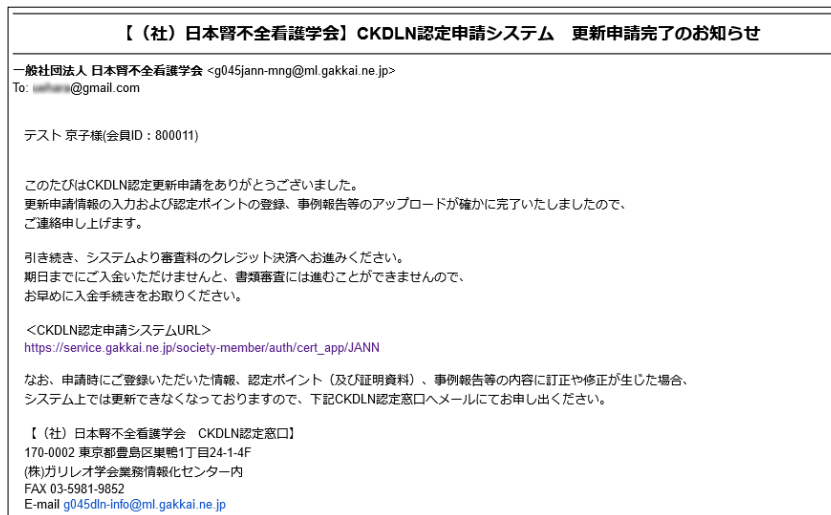 【（社）日本腎不全看護学会】CKDLN認定申請システム　更新申請完了のお知らせ
一般社団法人 日本腎不全看護学会 <g045jann-mng@ml.gakkai.ne.jp>
To: @gmail.com
テスト 京子様(会員ID：800011)
このたびはCKDLN認定更新申請をありがとうございました。
更新申請情報の入力および認定ポイントの登録、事例報告等のアップロードが確かに完了いたしましたので、
ご連絡申し上げます。
引き続き、システムより審査料のクレジット決済へお進みください。
期日までにご入金いただけませんと、書類審査には進むことができませんので、
お早めに入金手続きをお取りください。
＜CKDLN認定申請システムURL＞
https://service.gakkai.ne.jp/society-member/auth/cert_app/JANN
なお、申請時にご登録いただいた情報、認定ポイント（及び証明資料）、事例報告等の内容に訂正や修正が生じた場合、
システム上では更新できなくなっておりますので、下記CKDLN認定窓口へメールにてお申し出ください。
【（社）日本腎不全看護学会　CKDLN認定窓口】
170-0002 東京都豊島区巣鴨1丁目24-1-4F
(株)ガリレオ学会業務情報化センター内
FAX 03-5981-9852
E-mail g045dln-info@ml.gakkai.ne.jp